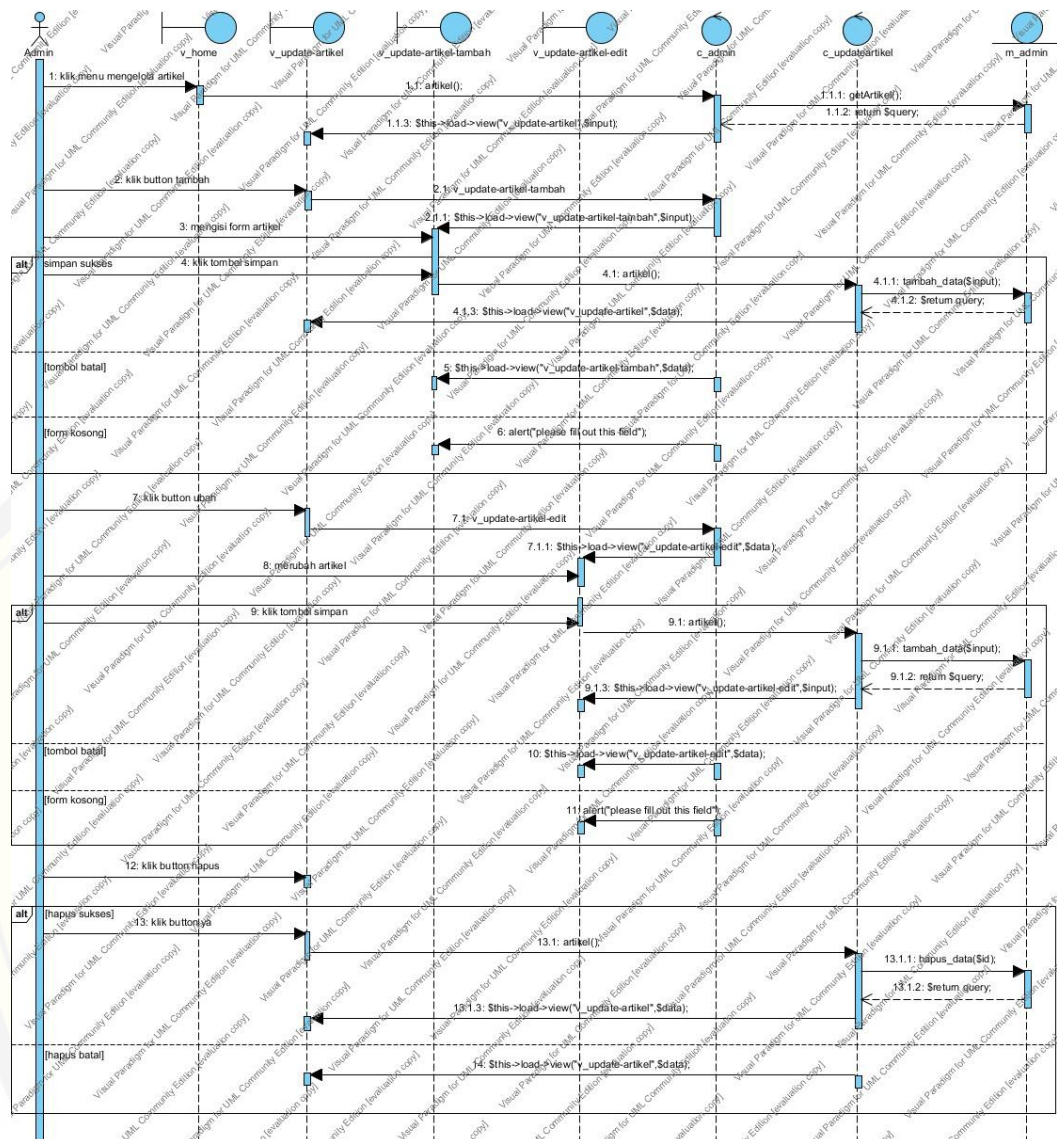 Admin
v_home
v_update-artikel
v_update-artikel-tambah
v_update-artikel-edit
c_admin
c_updateartikel
m_admin
1: klik menu mengelola artikel
1.1: artikel();
1.1.1: getArtikel();
1.1.2: return $query;
1.1.3: $this->load->view("v_update-artikel",$input);
2: klik button tambah
2.1: v_update-artikel-tambah
2.1.1: $this->load->view("v_update-artikel-tambah",$input);
3: mengisi form artikel
alt
simpan sukses
4: klik tombol simpan
4.1: artikel();
4.1.1: tambah_data($input);
4.1.2: $return query;
4.1.3: $this->load->view("v_update-artikel",$data);
[tombol batal]
5: $this->load->view("v_update-artikel-tambah",$data);
[form kosong]
6: alert("please fill out this field");
7: klik button ubah
7.1: v_update-artikel-edit
7.1.1: $this->load->view("v_update-artikel-edit",$data);
8: merubah artikel
alt
9: klik tombol simpan
9.1: artikel();
9.1.1: tambah_data($input);
9.1.2: return $query;
9.1.3: $this->load->view("v_update-artikel-edit",$input);
[tombol batal]
10: $this->load->view("v_update-artikel-edit",$data);
[form kosong]
11: alert("please fill out this field");
12: klik button hapus
alt
[hapus sukses]
13: klik button ya
13.1: artikel();
13.1.1: hapus_data($id);
13.1.2: $return query;
13.1.3: $this->load->view("v_update-artikel",$data);
[hapus batal]
14: $this->load->view("v_update-artikel",$data);
Visual Paradigm for UML Community Edition [evaluation copy]